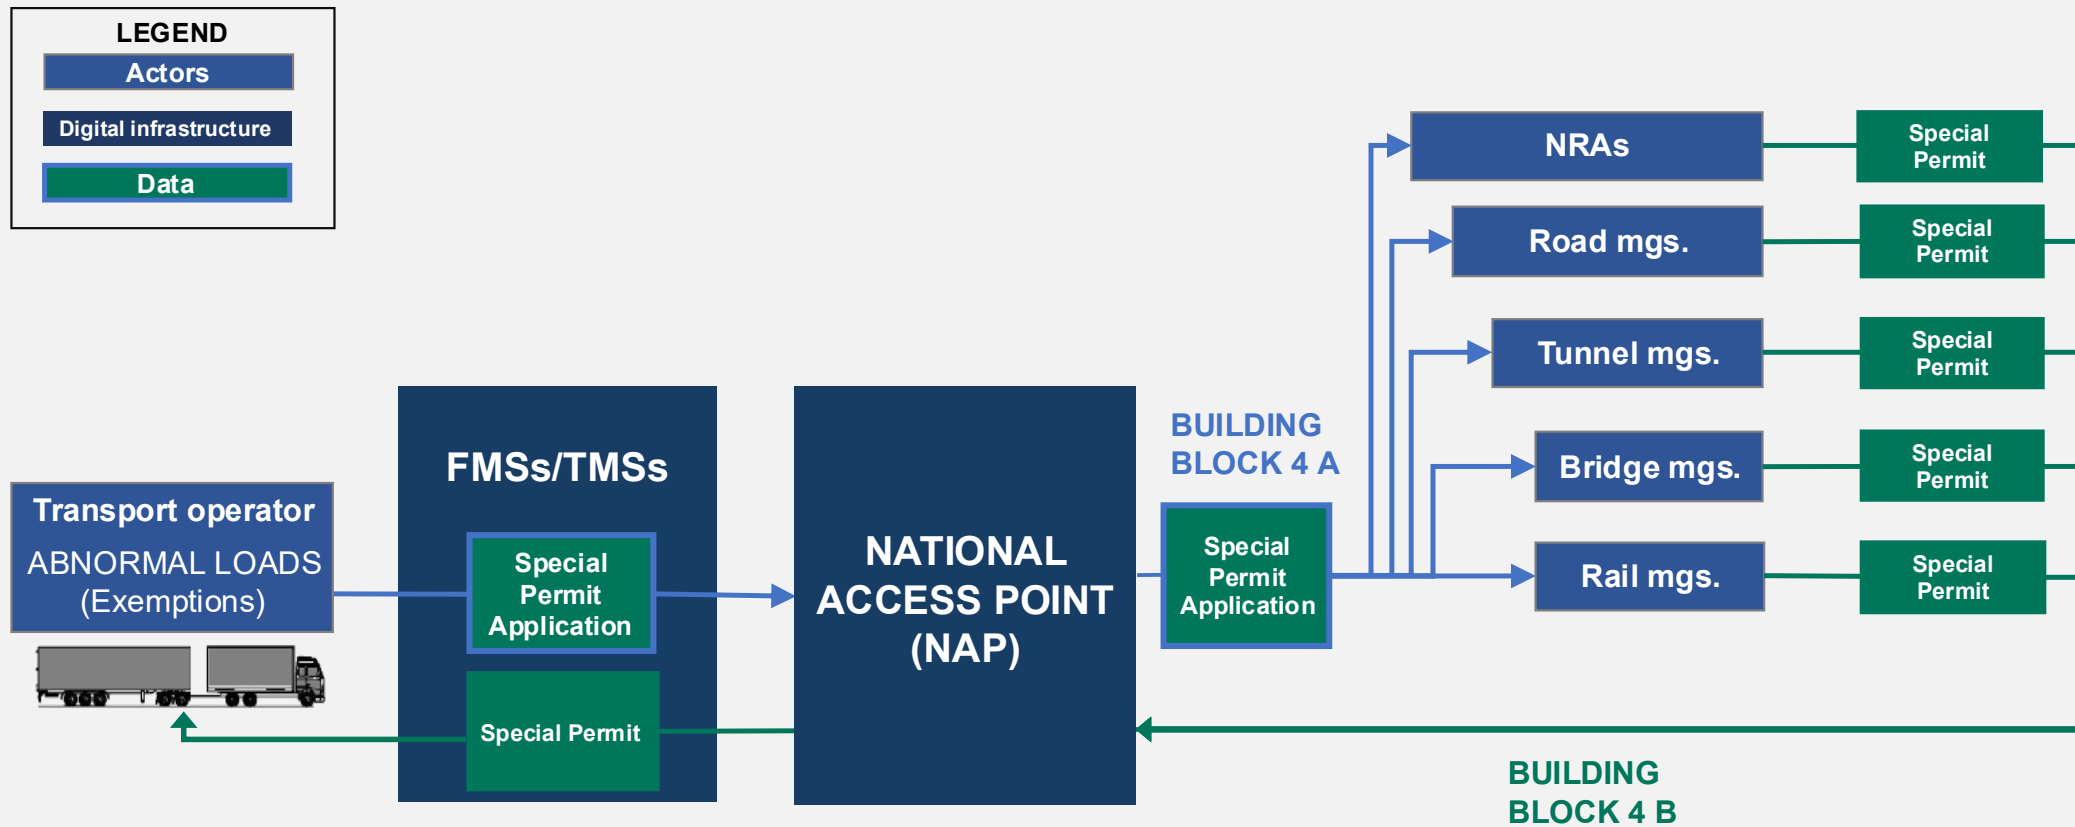 LEGEND
Actors
Digital infrastructure
Data
Transport operator
ABNORMAL LOADS
(Exemptions)
FMSs/TMSs
Special
Permit
Application
Special Permit
NATIONAL
ACCESS POINT
(NAP)
BUILDING
BLOCK 4 A
Special
Permit
Application
NRAs
Special
Permit
Road mgs.
Special
Permit
Tunnel mgs.
Special
Permit
Bridge mgs.
Special
Permit
Rail mgs.
Special
Permit
BUILDING
BLOCK 4 B